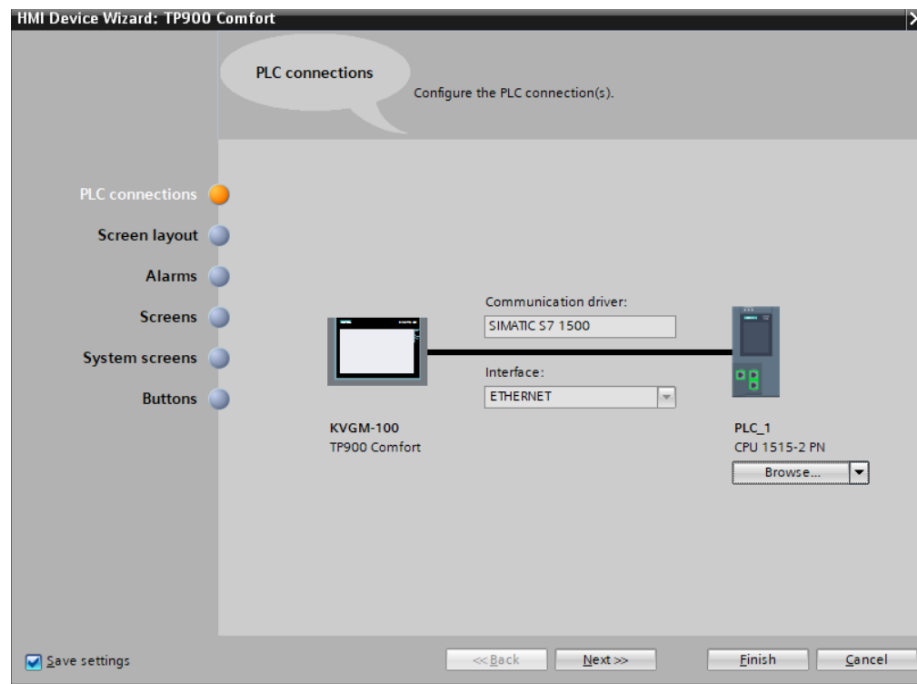 HMI Device Wizard: TP900 Comfort
PLC connections
Configure the PLC connection(s).
PLC connections
Screen layout
Alarms
Screens
System screens
Buttons
Communication driver:
SIMATIC S7 1500
Interface:
ETHERNET
KVGM-100
TP900 Comfort
PLC_1
CPU 1515-2 PN
Browse...
Save settings
<<Back
Next>>
Finish
Cancel